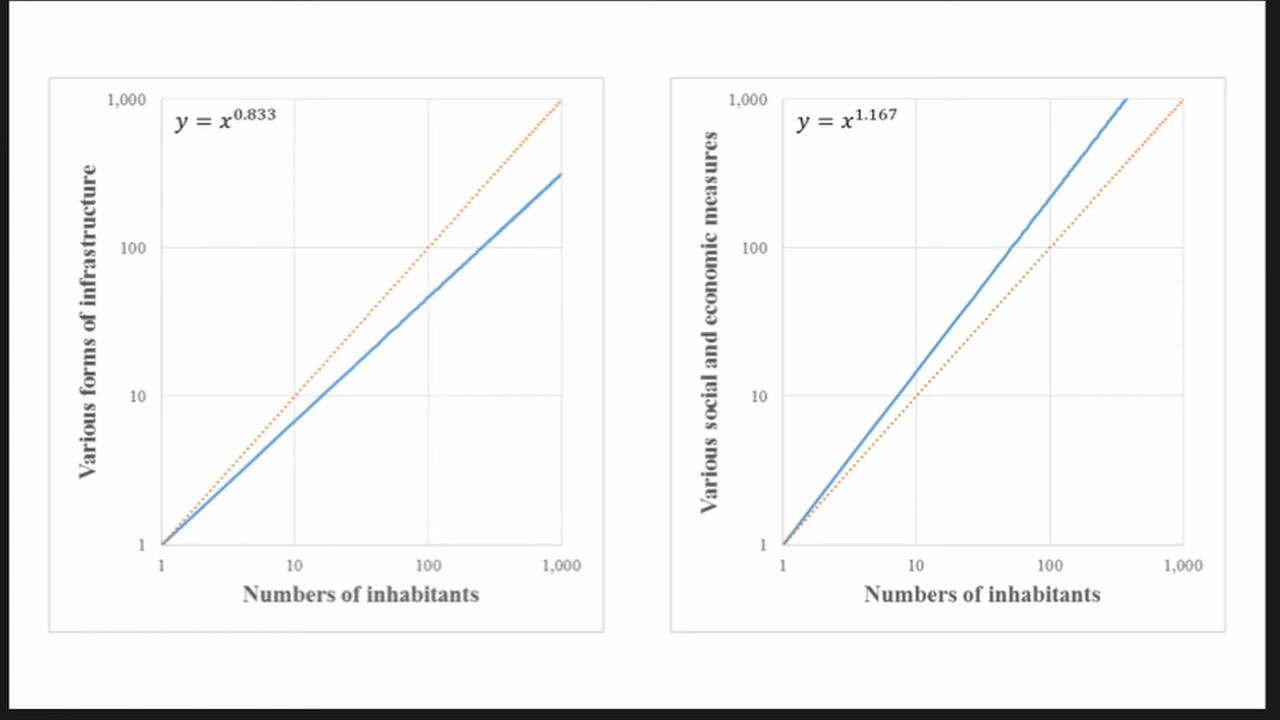 1,000
y = x^0.833
100
10
1
Various forms of infrastructure
1 10 100 1,000
Numbers of inhabitants
1,000
y = x^1.167
100
10
1
Various social and economic measures
1 10 100 1,000
Numbers of inhabitants